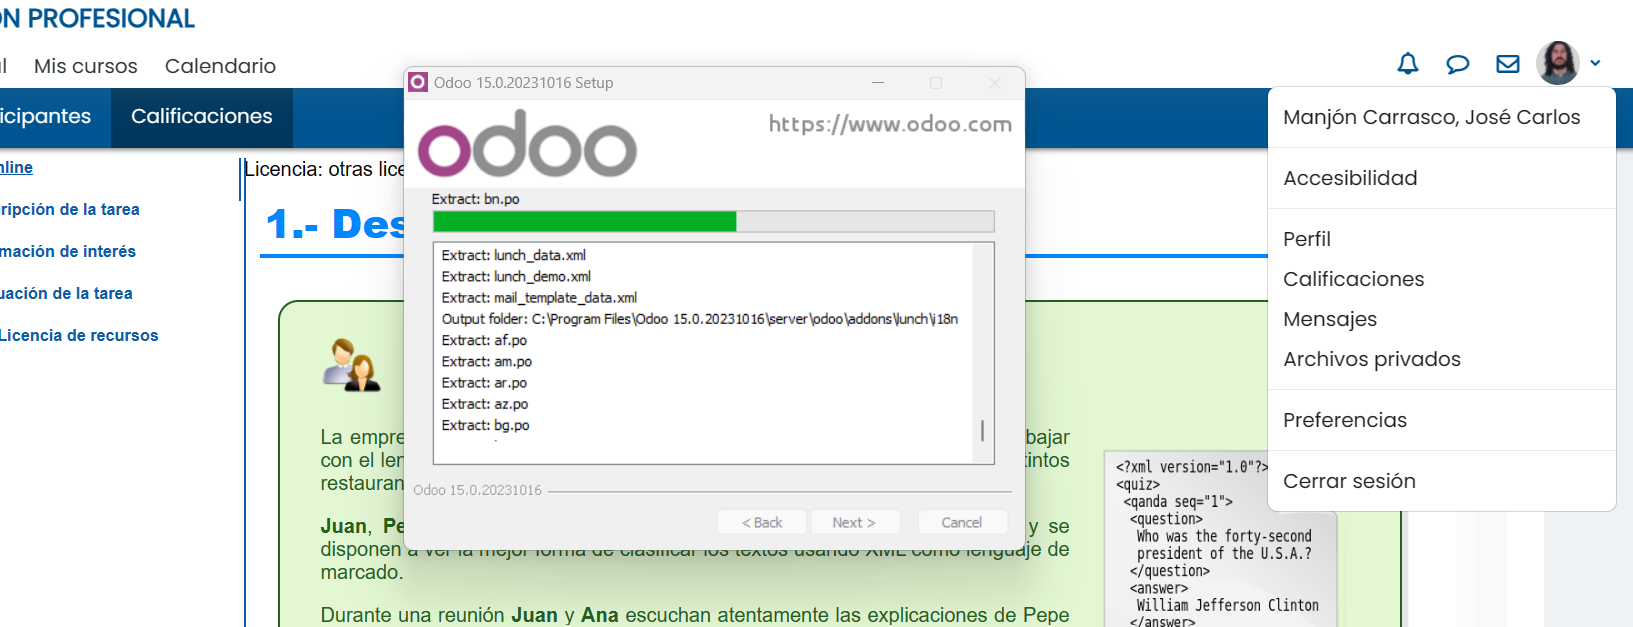 ÓN PROFESIONAL
Mis cursos
Calendario
icipantes
Calificaciones
nline
ripción de la tarea
mación de interés
uación de la tarea
Licencia de recursos
Licencia: otras lice
1.- Des
La empre
bajar
con el len
tintos
restauran
Juan, Pe
y se
disponen a ver la mejor forma de clasificar los textos usando XML como lenguaje de
marcado.
Durante una reunión Juan y Ana escuchan atentamente las explicaciones de Pepe
Odoo 15.0.20231016 Setup
odoo
https://www.odoo.com
Extract: bn.po
Extract: lunch_data.xml
Extract: lunch_demo.xml
Extract: mail_template_data.xml
Output folder: C:\Program Files\Odoo 15.0.20231016\server\odoo\addons\lunch\i18n
Extract: af.po
Extract: am.po
Extract: ar.po
Extract: az.po
Extract: bg.po
Odoo 15.0.20231016
< Back
Next >
Cancel
Manjón Carrasco, José Carlos
Accesibilidad
Perfil
Calificaciones
Mensajes
Archivos privados
Preferencias
Cerrar sesión
<?xml version="1.0"?>
<quiz>
<qanda seq="1">
<question>
Who was the forty-second
president of the U.S.A.?
</question>
<answer>
William Jefferson Clinton
</answer>